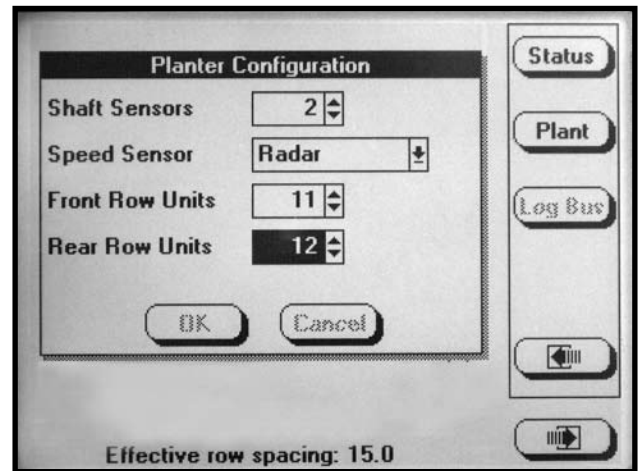 Planter Configuration
Shaft Sensors 2
Speed Sensor Radar
Front Row Units 11
Rear Row Units 12
OK Cancel
Effective row spacing: 15.0
Status
Plant
Log Bus